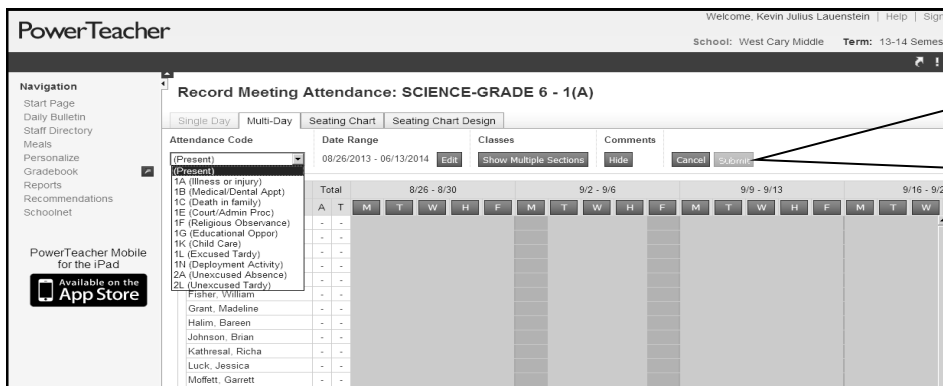 Welcome, Kevin Julius Lauenstein | Help | Sign
PowerTeacher
School: West Cary Middle Term: 13-14 Semes
Navigation
Start Page
Daily Bulletin
Staff Directory
Meals
Personalize
Gradebook
Reports
Recommendations
Schoolnet
PowerTeacher Mobile
for the iPad
Available on the
App Store
Record Meeting Attendance: SCIENCE-GRADE 6 - 1(A)
Single Day Multi-Day Seating Chart Seating Chart Design
Attendance Code Date Range Classes Comments
(Present) 08/26/2013 - 06/13/2014 Edit Show Multiple Sections Hide Cancel Submit
(Present)
1A (Illness or injury)
1B (Medical/Dental Appt)
1C (Death in family)
1E (Court/Admin Proc)
1F (Religious Observance)
1G (Educational Oppor)
1K (Child Care)
1L (Excused Tardy)
1N (Deployment Activity)
2A (Unexcused Absence)
2L (Unexcused Tardy)
Total 8/26 - 8/30 9/2 - 9/6 9/9 - 9/13 9/16 - 9/2
A T M T W H F M T W H F M T W H F M T W
- -
- -
- -
- -
- -
Fisher, William - -
Grant, Madeline - -
Halim, Bareen - -
Johnson, Brian - -
Kathresal, Richa - -
Luck, Jessica - -
Moffett, Garrett - -